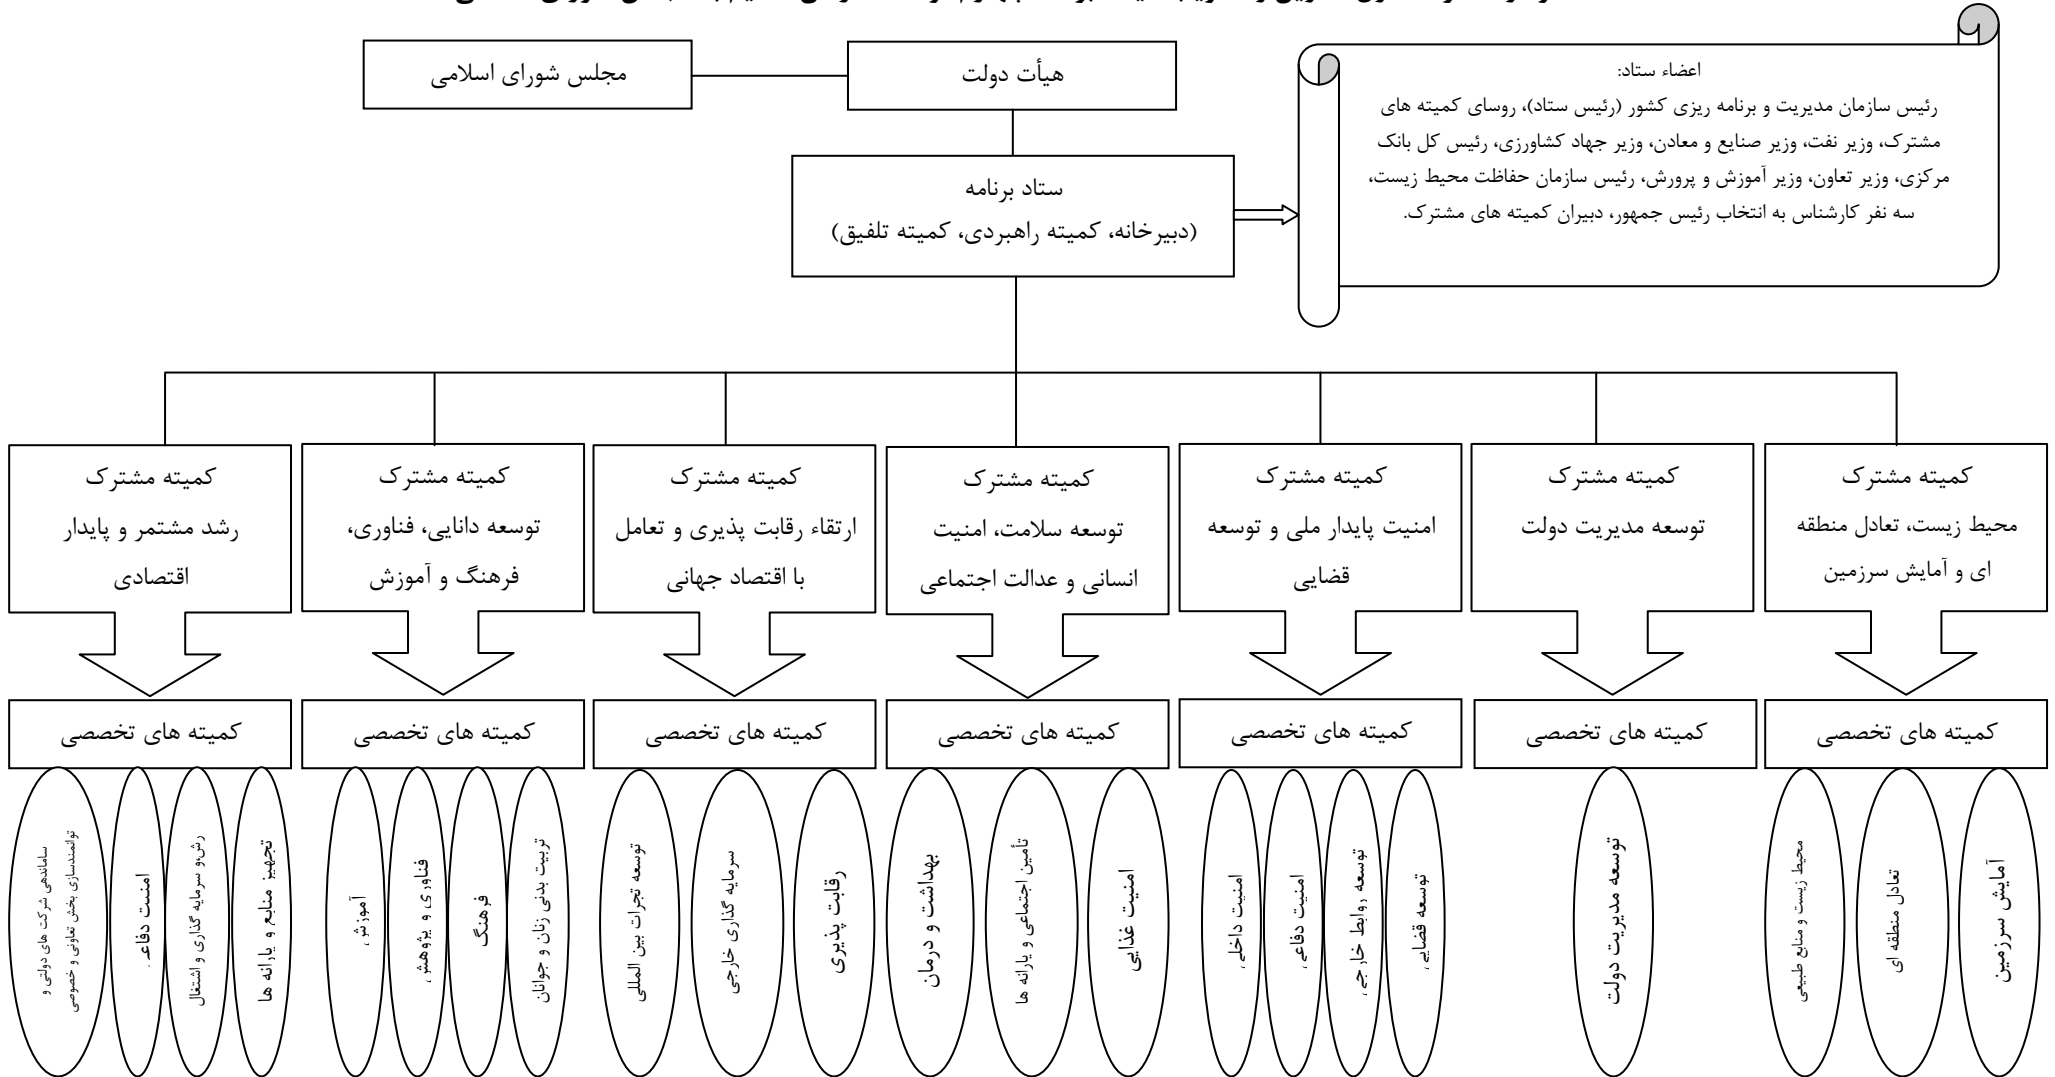 مجلس شورای اسلامی
هیأت دولت
اعضاء ستاد:
رئیس سازمان مدیریت و برنامه ریزی کشور (رئیس ستاد)، روسای کمیته های
مشترک، وزیر نفت، وزیر صنایع و معادن، وزیر جهاد کشاورزی، رئیس کل بانک
مرکزی، وزیر تعاون، وزیر آموزش و پرورش، رئیس سازمان حفاظت محیط زیست،
سه نفر کارشناس به انتخاب رئیس جمهور، دبیران کمیته های مشترک.
ستاد برنامه
(دبیرخانه، کمیته راهبردی، کمیته تلفیق)
کمیته مشترک
محیط زیست، تعادل منطقه
ای و آمایش سرزمین
کمیته مشترک
توسعه مدیریت دولت
کمیته مشترک
امنیت پایدار ملی و توسعه
قضایی
کمیته مشترک
توسعه سلامت، امنیت
انسانی و عدالت اجتماعی
کمیته مشترک
ارتقاء رقابت پذیری و تعامل
با اقتصاد جهانی
کمیته مشترک
توسعه دانایی، فناوری،
فرهنگ و آموزش
کمیته مشترک
رشد مشتمر و پایدار
اقتصادی
کمیته های تخصصی
کمیته های تخصصی
کمیته های تخصصی
کمیته های تخصصی
کمیته های تخصصی
کمیته های تخصصی
کمیته های تخصصی
آمایش سرزمین
تعادل منطقه ای
محیط زیست و منابع طبیعی
توسعه مدیریت دولت
توسعه قضایی
توسعه روابط خارجی
امنیت دفاعی
امنیت داخلی
امنیت غذایی
تأمین اجتماعی و یارانه ها
بهداشت و درمان
رقابت پذیری
سرمایه گذاری خارجی
توسعه تجرات بین المللی
تربیت بدنی زنان و جوانان
فرهنگ
فناوری و پژوهش
آموزش
تجهیز منابع و یارانه ها
سرمایه گذاری و اشتغال
امنیت دفاعی
ساماندهی شرکت های دولتی و
توانمندسازی بخش تعاونی و خصوصی